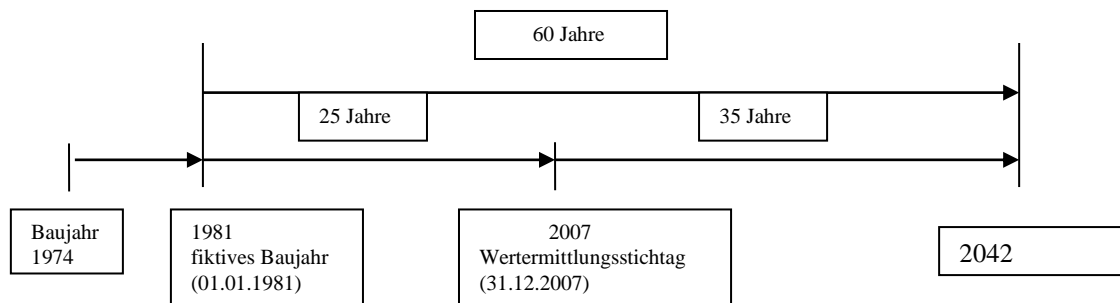 60 Jahre
25 Jahre
35 Jahre
Baujahr
1974
1981
fiktives Baujahr
(01.01.1981)
2007
Wertermittlungsstichtag
(31.12.2007)
2042